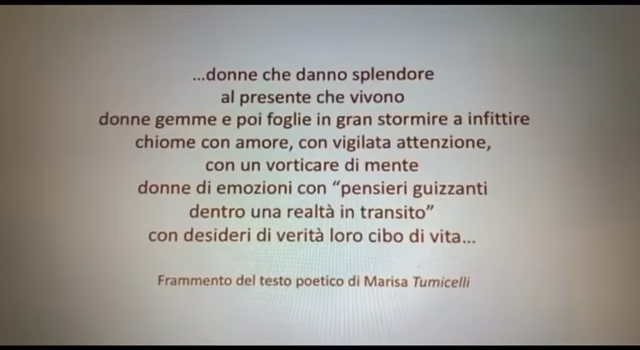 ...donne che danno splendore
al presente che vivono
donne gemme e poi foglie in gran stormire a infittire
chiome con amore, con vigilata attenzione,
con un vorticare di mente
donne di emozioni con “pensieri guizzanti
dentro una realtà in transito”
con desideri di verità loro cibo di vita...
Frammento del testo poetico di Marisa Tumicelli